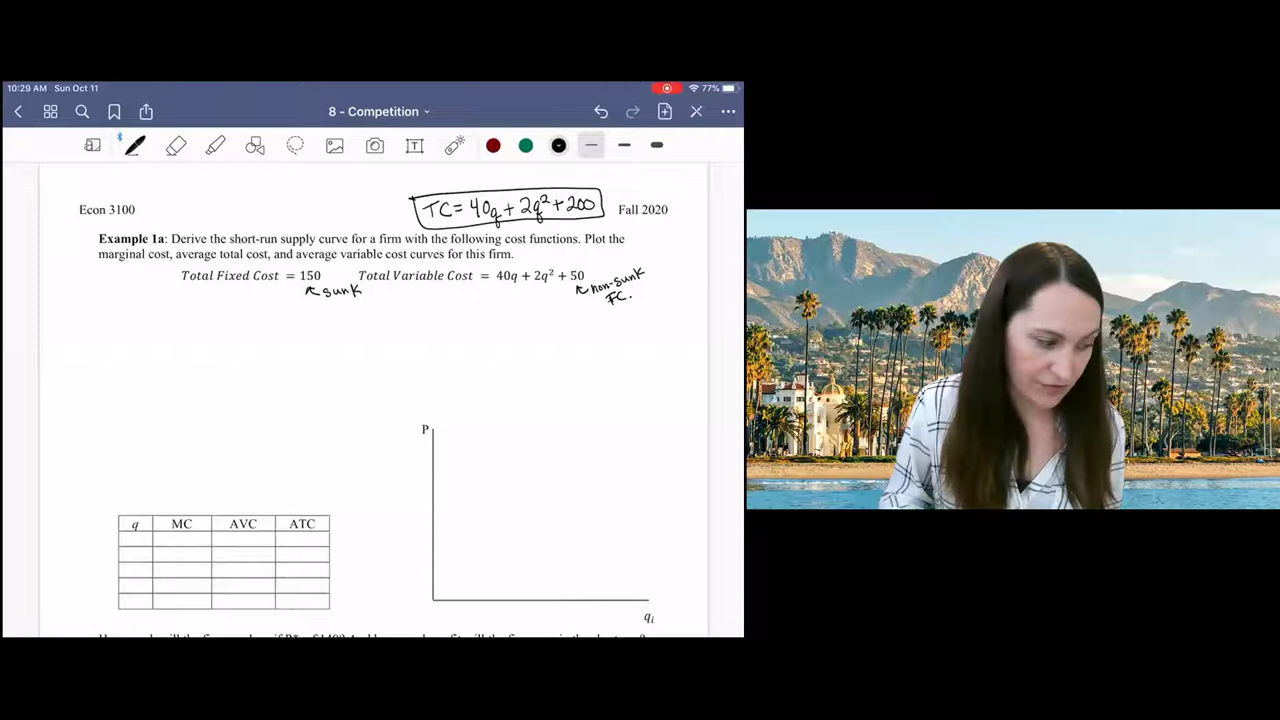 10:29 AM Sun Oct 11
77%
8 - Competition
T
TC = 40q + 2q² + 200
Econ 3100
Fall 2020
Example 1a: Derive the short-run supply curve for a firm with the following cost functions. Plot the
marginal cost, average total cost, and average variable cost curves for this firm.
Total Fixed Cost = 150 Total Variable Cost = 40q + 2q² + 50
sunk
non-sunk
FC.
P
q MC AVC ATC
qᵢ